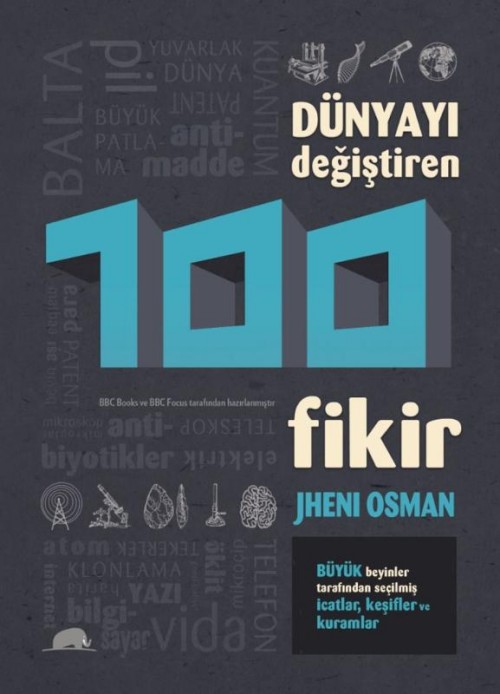 BALTA
pil
YUVARLAK
DÜNYA
PATENT
KUANTUM
BÜYÜK
PATLA-
MA
anti-
madde
DÜNYAYI
değiştiren
100
para
PATENT
BBC Books ve BBC Focus tarafından hazırlanmıştır
fikir
anti-
TELESKOP
biyotikler
elektrik
JHENI OSMAN
atom
TEKERLEK
KLONLAMA
internet
YAZI
öklit
TELEFON
bilgi-
sayar
vida
BÜYÜK beyinler
tarafından seçilmiş
icatlar, keşifler ve
kuramlar